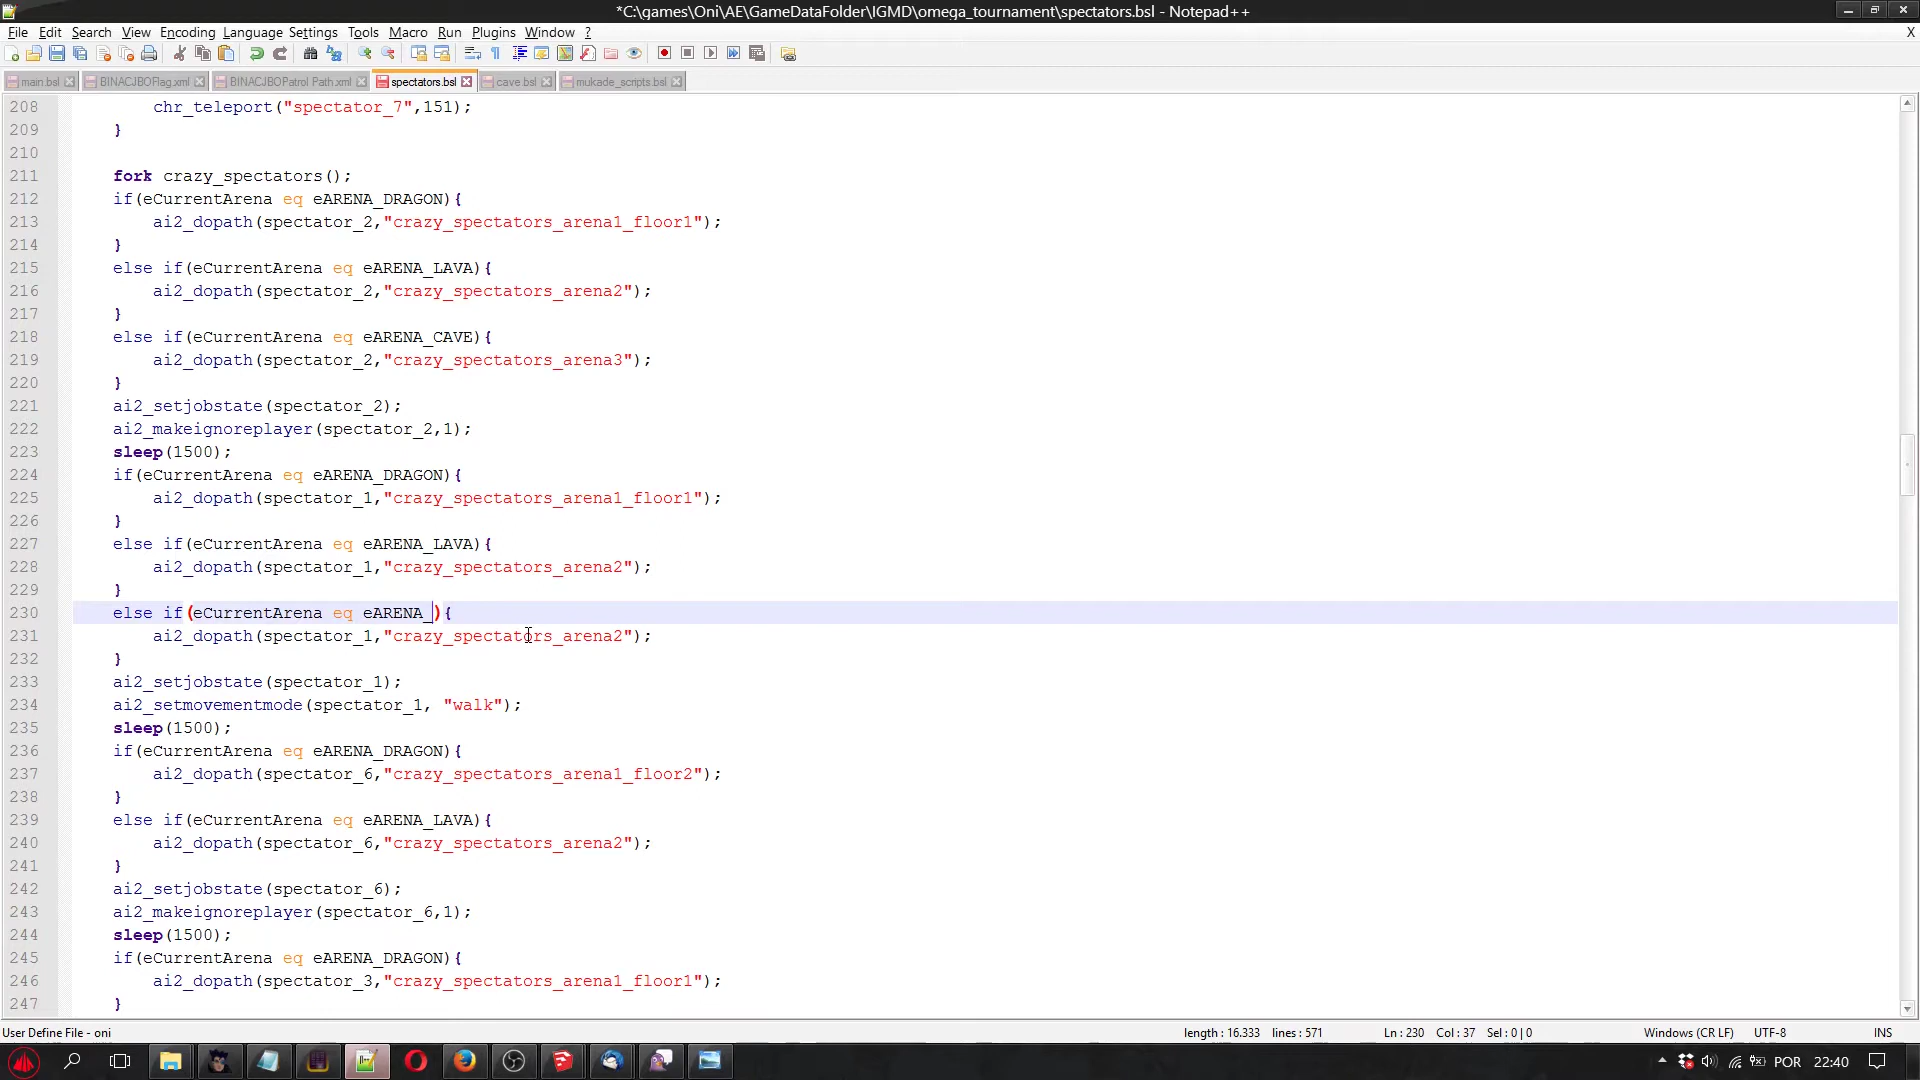 *C:\games\Oni\AE\GameDataFolder\IGMD\omega_tournament\spectators.bsl - Notepad++
File Edit Search View Encoding Language Settings Tools Macro Run Plugins Window ? X
main.bsl BINACJBOFlag.xml BINACJBOPatrol Path.xml spectators.bsl cave.bsl mukade_scripts.bsl
208 chr_teleport("spectator_7",151);
209 }
210
211 fork crazy_spectators();
212 if(eCurrentArena eq eARENA_DRAGON){
213 ai2_dopath(spectator_2,"crazy_spectators_arena1_floor1");
214 }
215 else if(eCurrentArena eq eARENA_LAVA){
216 ai2_dopath(spectator_2,"crazy_spectators_arena2");
217 }
218 else if(eCurrentArena eq eARENA_CAVE){
219 ai2_dopath(spectator_2,"crazy_spectators_arena3");
220 }
221 ai2_setjobstate(spectator_2);
222 ai2_makeignoreplayer(spectator_2,1);
223 sleep(1500);
224 if(eCurrentArena eq eARENA_DRAGON){
225 ai2_dopath(spectator_1,"crazy_spectators_arena1_floor1");
226 }
227 else if(eCurrentArena eq eARENA_LAVA){
228 ai2_dopath(spectator_1,"crazy_spectators_arena2");
229 }
230 else if(eCurrentArena eq eARENA_){
231 ai2_dopath(spectator_1,"crazy_spectators_arena2");
232 }
233 ai2_setjobstate(spectator_1);
234 ai2_setmovementmode(spectator_1, "walk");
235 sleep(1500);
236 if(eCurrentArena eq eARENA_DRAGON){
237 ai2_dopath(spectator_6,"crazy_spectators_arena1_floor2");
238 }
239 else if(eCurrentArena eq eARENA_LAVA){
240 ai2_dopath(spectator_6,"crazy_spectators_arena2");
241 }
242 ai2_setjobstate(spectator_6);
243 ai2_makeignoreplayer(spectator_6,1);
244 sleep(1500);
245 if(eCurrentArena eq eARENA_DRAGON){
246 ai2_dopath(spectator_3,"crazy_spectators_arena1_floor1");
247 }
User Define File - oni length : 16.333 lines : 571 Ln : 230 Col : 37 Sel : 0 | 0 Windows (CR LF) UTF-8 INS
POR 22:40